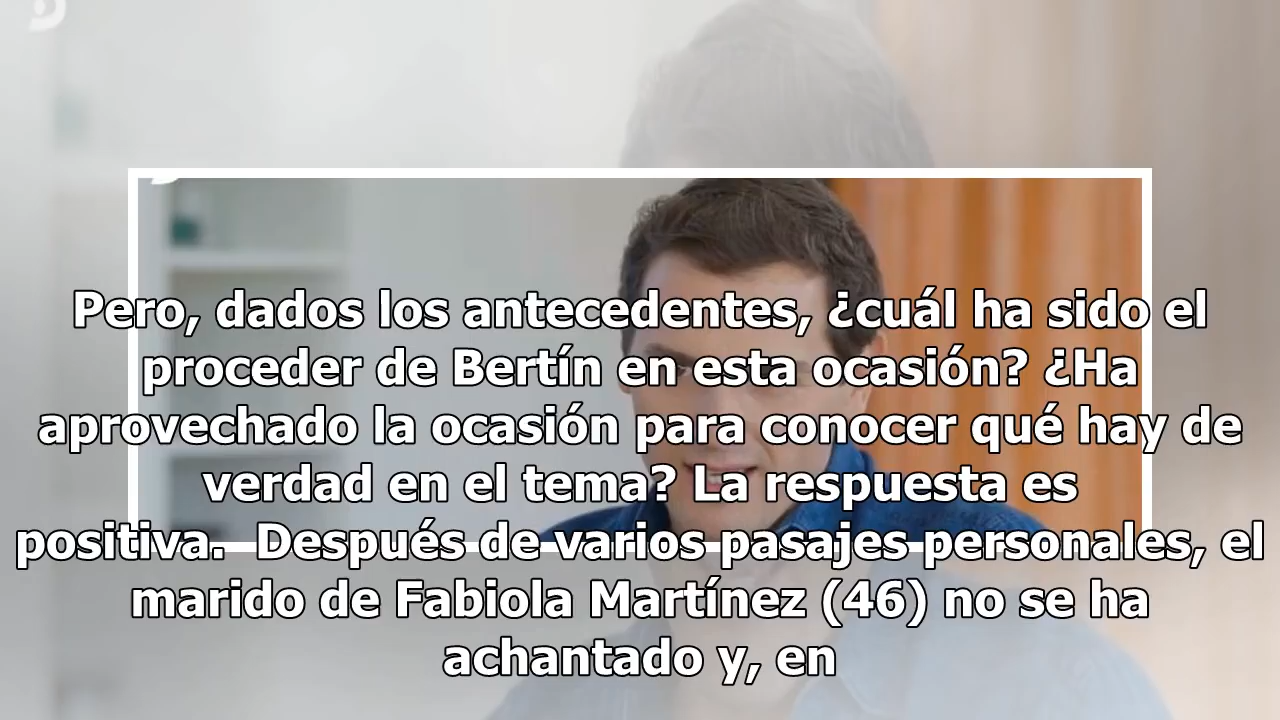 Pero, dados los antecedentes, ¿cuál ha sido el
proceder de Bertín en esta ocasión? ¿Ha
aprovechado la ocasión para conocer qué hay de
verdad en el tema? La respuesta es
positiva.  Después de varios pasajes personales, el
marido de Fabiola Martínez (46) no se ha
achantado y, en